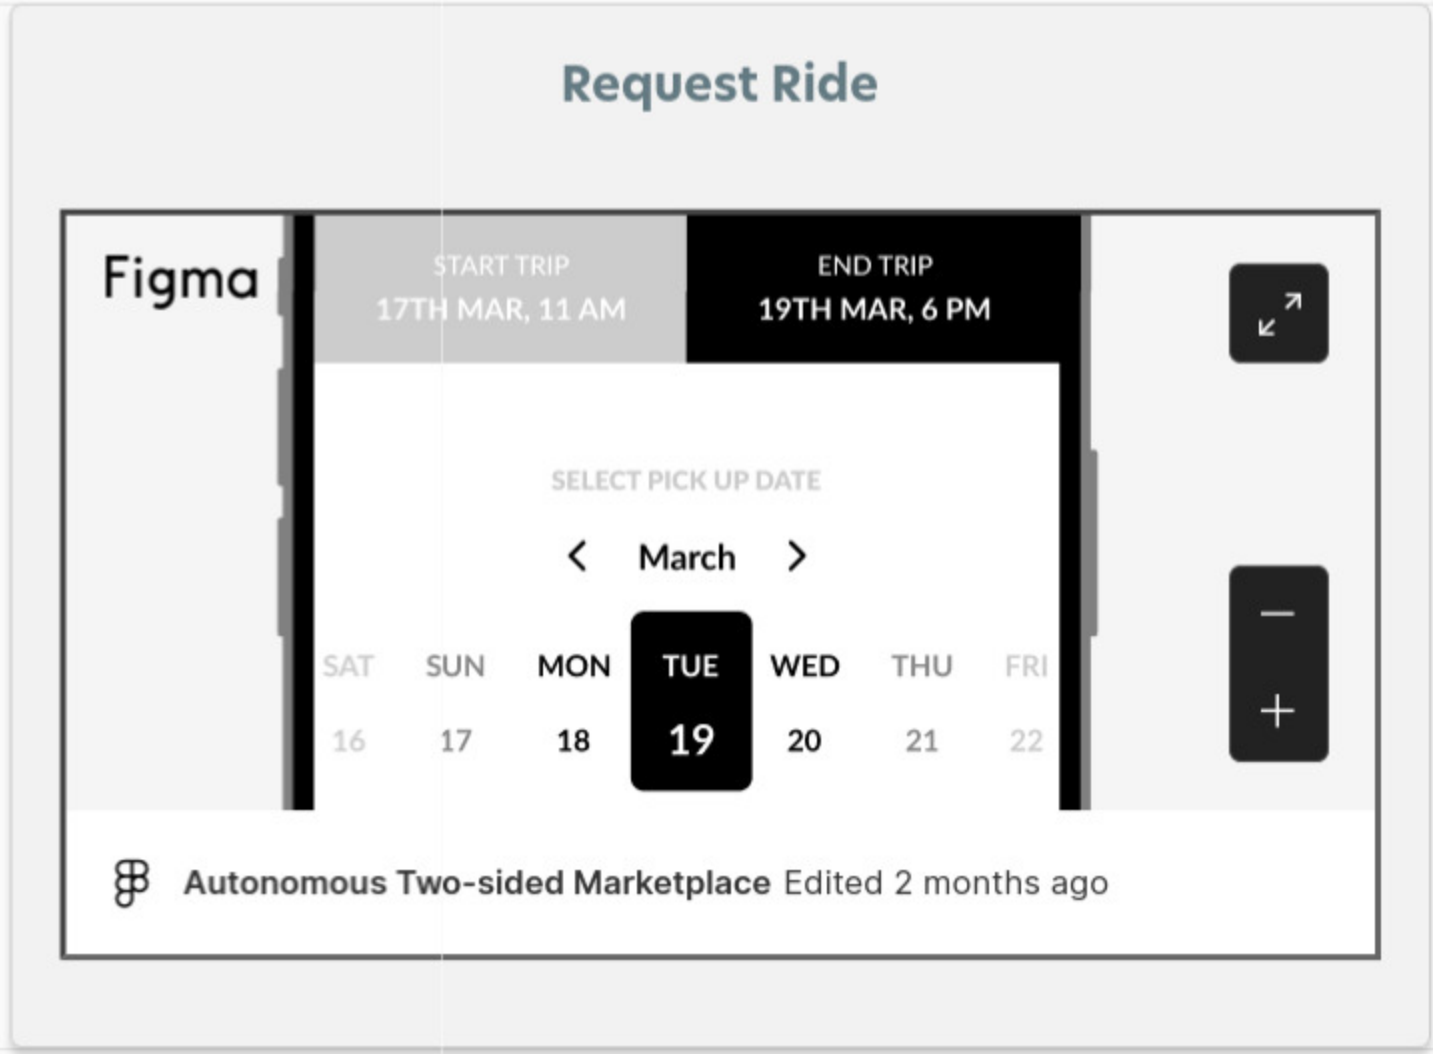 Request Ride
Figma
START TRIP
17TH MAR, 11 AM
END TRIP
19TH MAR, 6 PM
SELECT PICK UP DATE
March
SAT SUN MON TUE WED THU FRI
16 17 18 19 20 21 22
Autonomous Two-sided Marketplace Edited 2 months ago